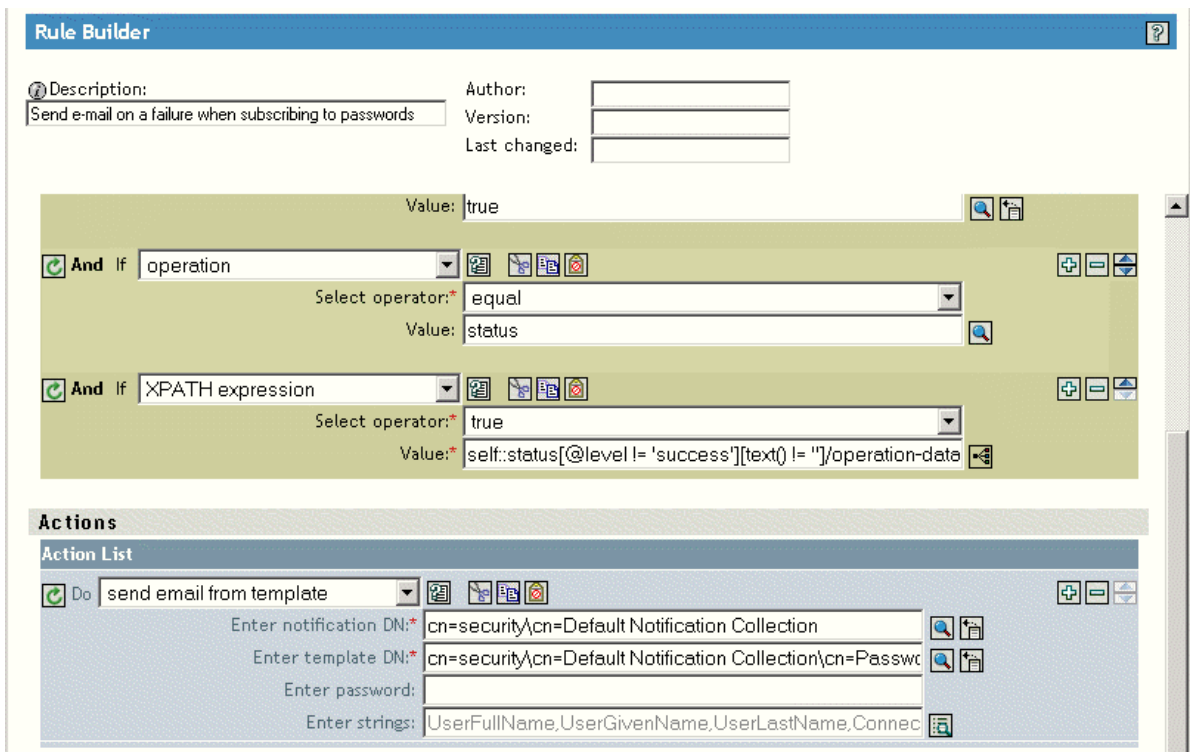 Rule Builder
Description:
Send e-mail on a failure when subscribing to passwords
Author:
Version:
Last changed:
Value: true
And If operation
Select operator:* equal
Value: status
And If XPATH expression
Select operator:* true
Value:* self::status[@level != 'success'][text() != '']/operation-data
Actions
Action List
Do send email from template
Enter notification DN:* cn=security\cn=Default Notification Collection
Enter template DN:* cn=security\cn=Default Notification Collection\cn=Passwo
Enter password:
Enter strings: UserFullName,UserGivenName,UserLastName,Connec